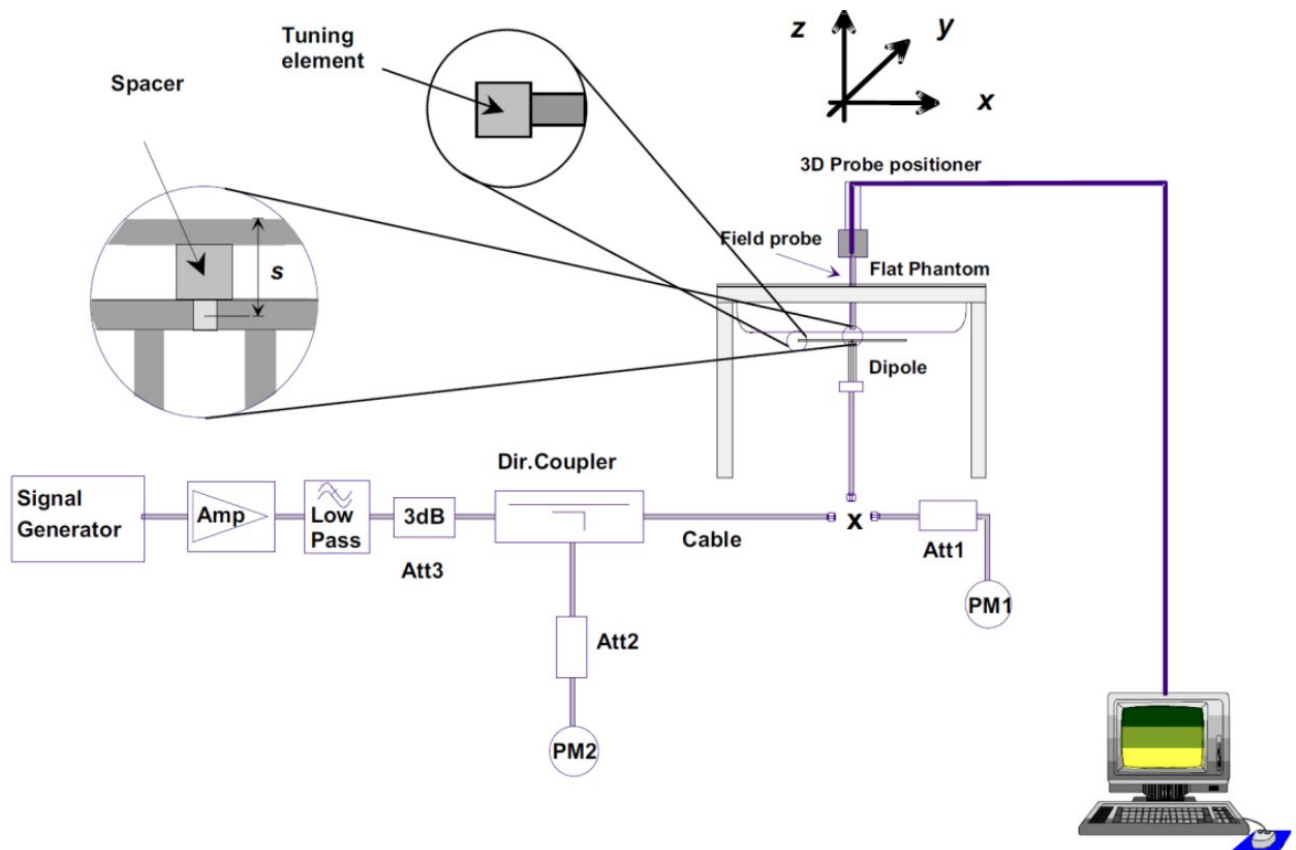 Tuning
element
Spacer
z
y
x
3D Probe positioner
Field probe
Flat Phantom
s
Dipole
Dir.Coupler
Signal
Generator
Amp
Low
Pass
3dB
Att3
Cable
x
Att1
PM1
Att2
PM2